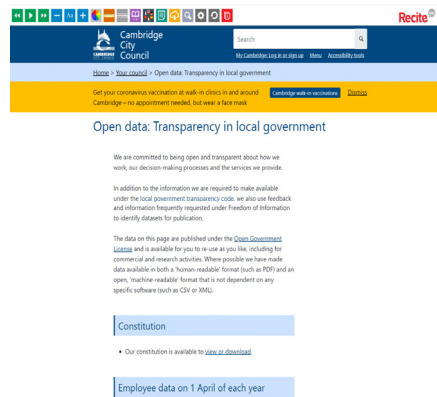 Aa
Recite
Cambridge
City
Council
CAMBRIDGE
Search
My Cambridge: Log in or sign up Menu Accessibility tools
Home > Your council > Open data: Transparency in local government
Get your coronavirus vaccination at walk-in clinics in and around
Cambridge – no appointment needed, but wear a face mask
Cambridge walk-in vaccinations
Dismiss
Open data: Transparency in local government
We are committed to being open and transparent about how we
work, our decision-making processes and the services we provide.
In addition to the information we are required to make available
under the local government transparency code, we also use feedback
and information frequently requested under Freedom of Information
to identify datasets for publication.
The data on this page are published under the Open Government
License and is available for you to re-use as you like, including for
commercial and research activities. Where possible we have made
data available in both a 'human-readable' format (such as PDF) and an
open, 'machine-readable' format that is not dependent on any
specific software (such as CSV or XML).
Constitution
• Our constitution is available to view or download.
Employee data on 1 April of each year